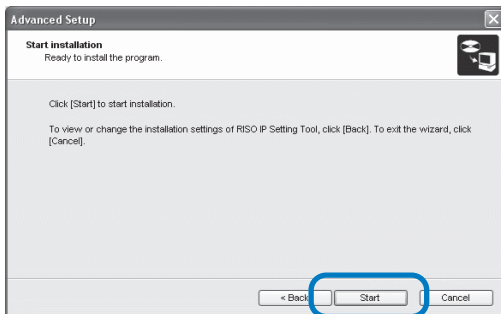 Advanced Setup
Start installation
Ready to install the program.
Click [Start] to start installation.
To view or change the installation settings of RISO IP Setting Tool, click [Back]. To exit the wizard, click
[Cancel].
< Back
Start
Cancel